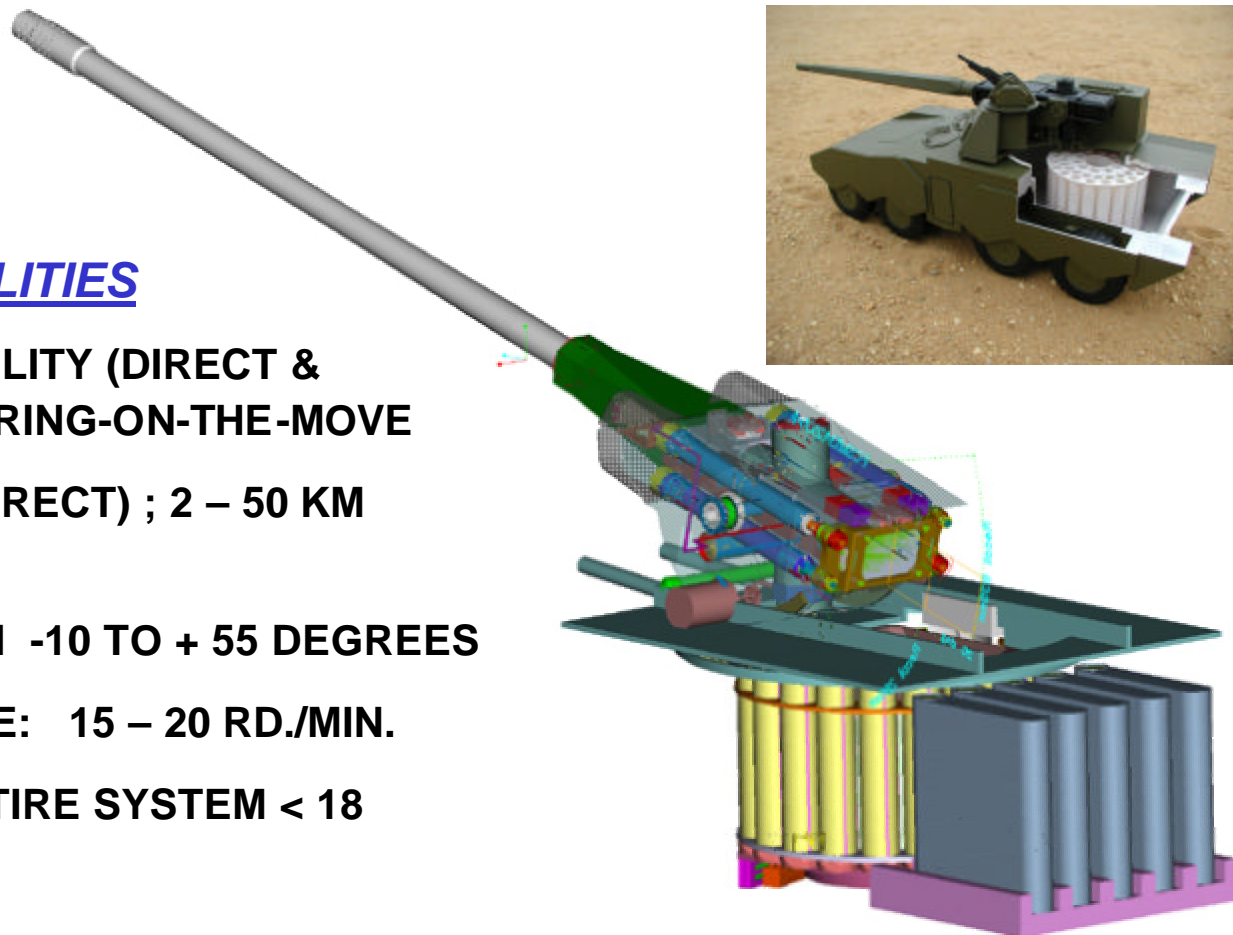 LITIES
LITY (DIRECT &
RING-ON-THE-MOVE
RECT) ; 2 – 50 KM
-10 TO + 55 DEGREES
E: 15 – 20 RD./MIN.
TIRE SYSTEM < 18